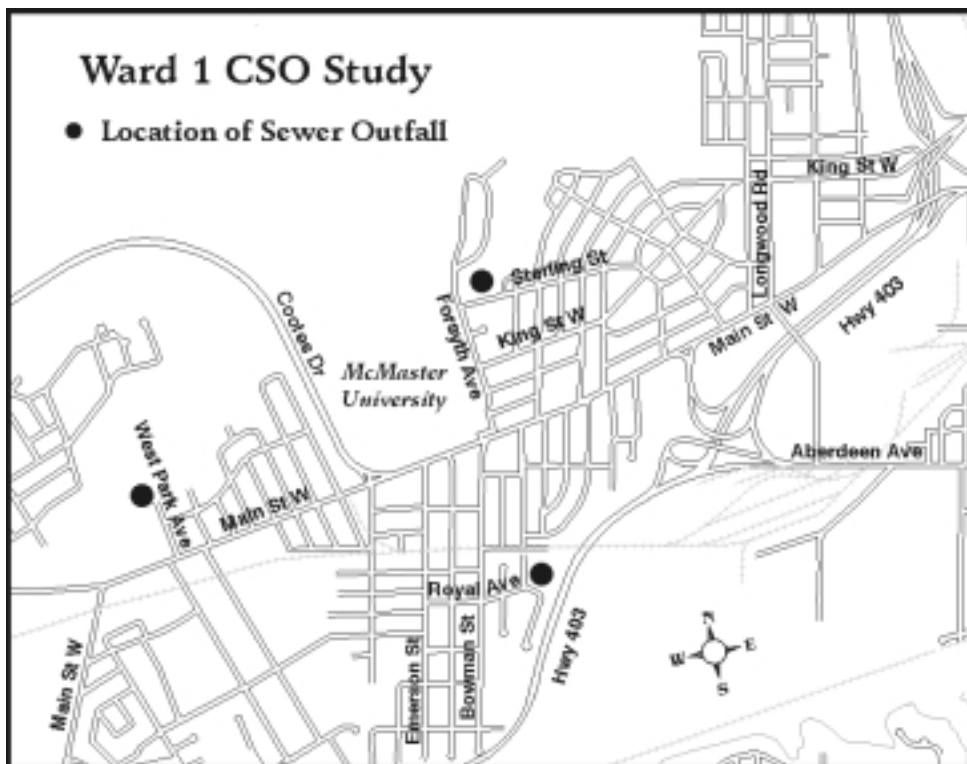 Ward 1 CSO Study
Location of Sewer Outfall
King St W
Longwood Rd
Sterling St
Forsyth Ave
King St W
Main St W
Hwy 403
Cootes Dr
McMaster
University
West Park Ave
Main St W
Aberdeen Ave
Royal Ave
Emerson St
Bowman St
Hwy 403
Main St W
N
W
E
S